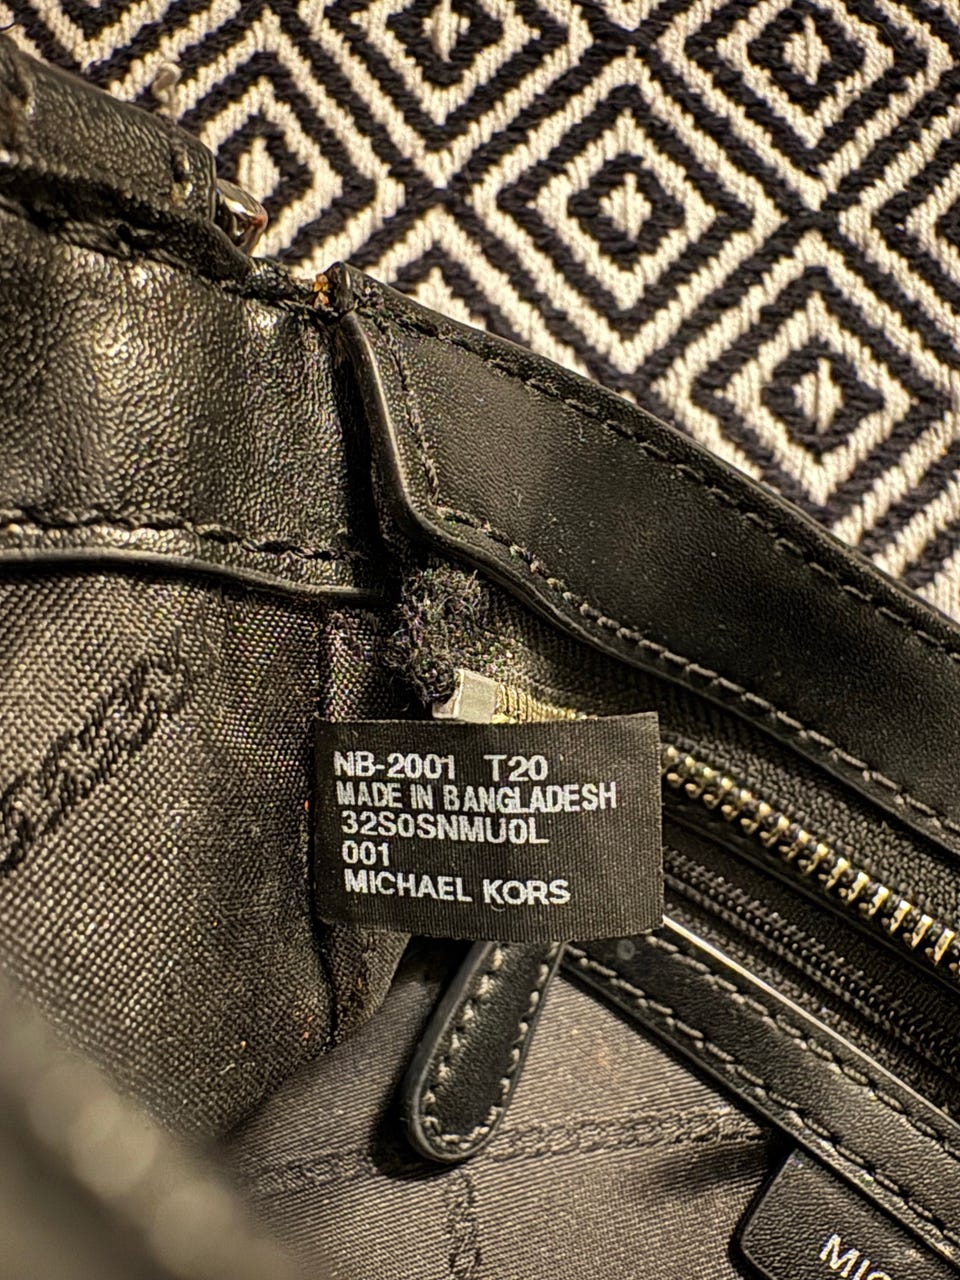 NB-2001 T20
MADE IN BANGLADESH
32S0SNMU0L
001
MICHAEL KORS